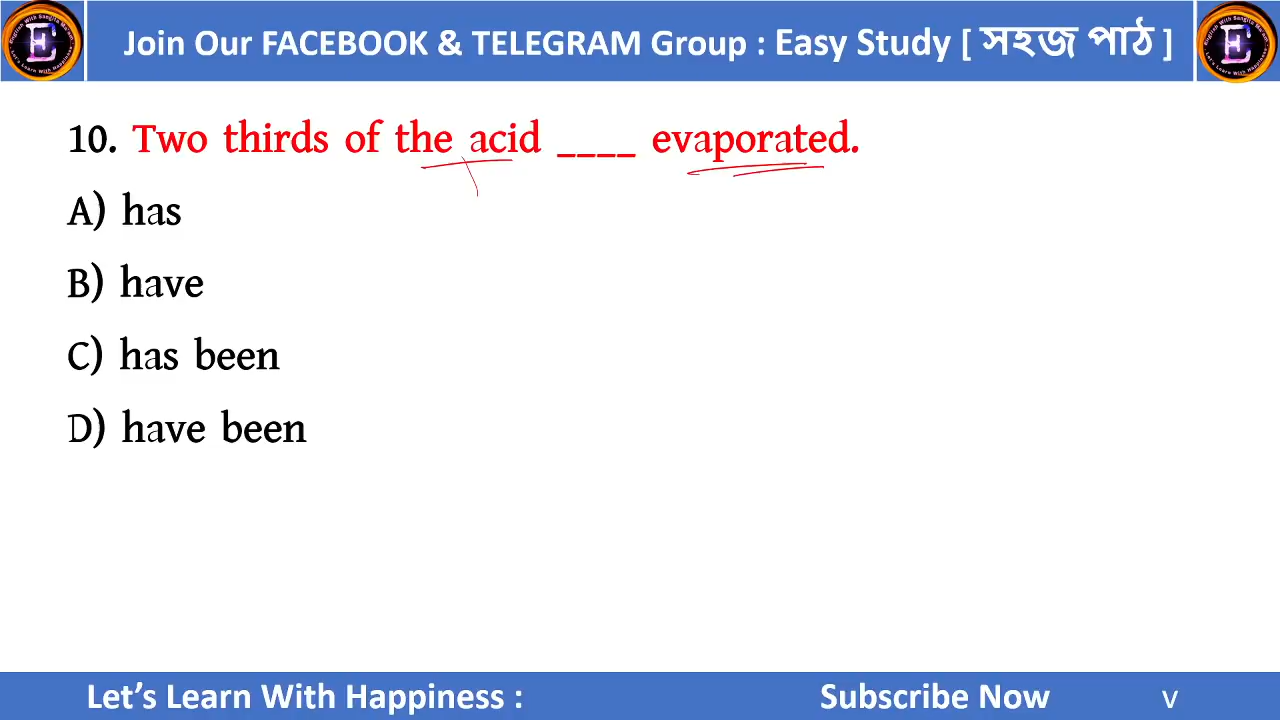 Join Our FACEBOOK & TELEGRAM Group : Easy Study [ সহজ পাঠ ]
10. Two thirds of the acid ____ evaporated.
A) has
B) have
C) has been
D) have been
Let’s Learn With Happiness :
Subscribe Now
v